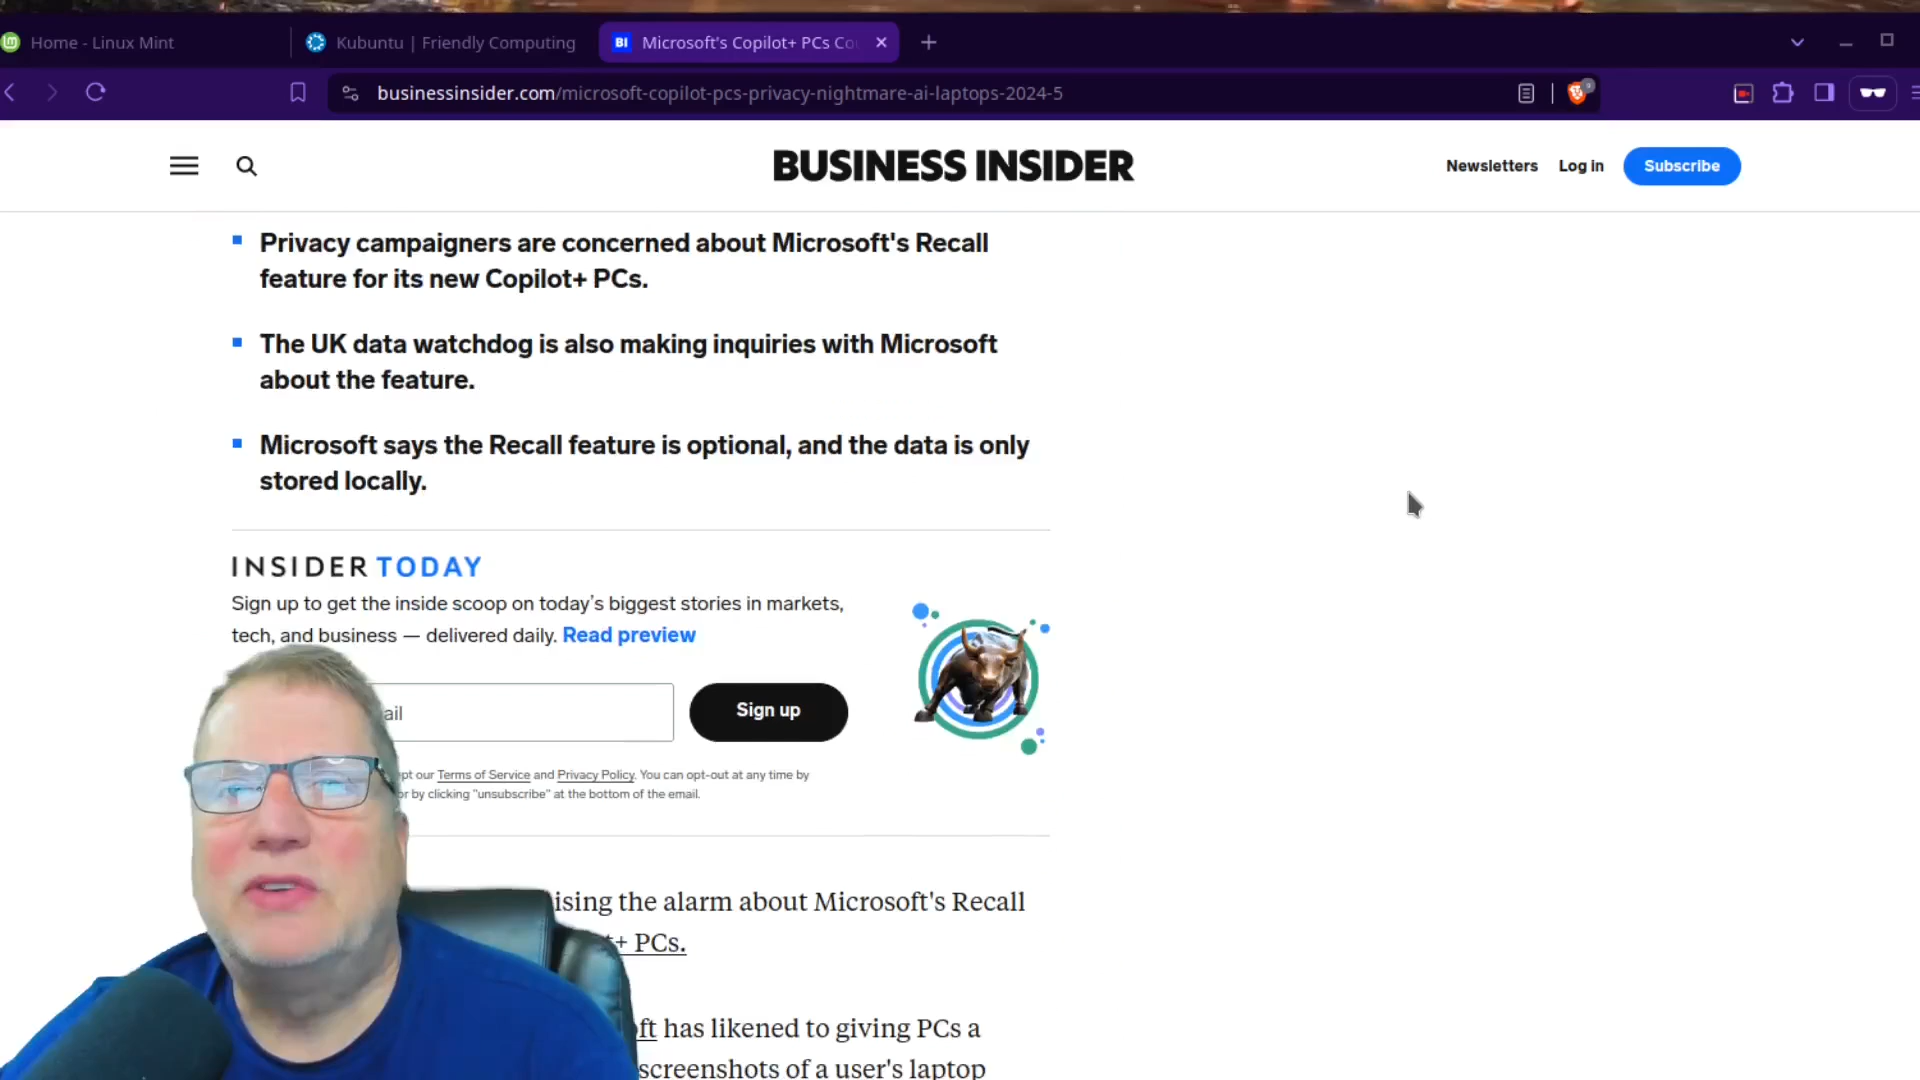 Home - Linux Mint
Kubuntu | Friendly Computing
BI
Microsoft's Copilot+ PCs Co
businessinsider.com/microsoft-copilot-pcs-privacy-nightmare-ai-laptops-2024-5
BUSINESS INSIDER
Newsletters
Log in
Subscribe
Privacy campaigners are concerned about Microsoft's Recall
feature for its new Copilot+ PCs.
The UK data watchdog is also making inquiries with Microsoft
about the feature.
Microsoft says the Recall feature is optional, and the data is only
stored locally.
INSIDER TODAY
Sign up to get the inside scoop on today's biggest stories in markets,
tech, and business — delivered daily. Read preview
ail
Sign up
pt our Terms of Service and Privacy Policy. You can opt-out at any time by
or by clicking "unsubscribe" at the bottom of the email.
ising the alarm about Microsoft's Recall
t+ PCs.
ft has likened to giving PCs a
screenshots of a user's laptop